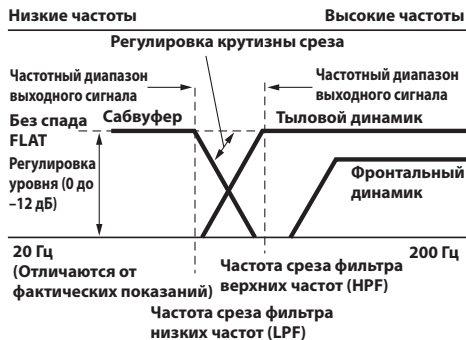 Низкие частоты
Высокие частоты
Регулировка крутизны среза
Частотный диапазон
выходного сигнала
Частотный диапазон
выходного сигнала
Без спада
FLAT
Сабвуфер
Тыловой динамик
Регулировка
уровня (0 до
–12 дБ)
Фронтальный
динамик
20 Гц
(Отличаются от
фактических показаний)
200 Гц
Частота среза фильтра
верхних частот (HPF)
Частота среза фильтра
низких частот (LPF)